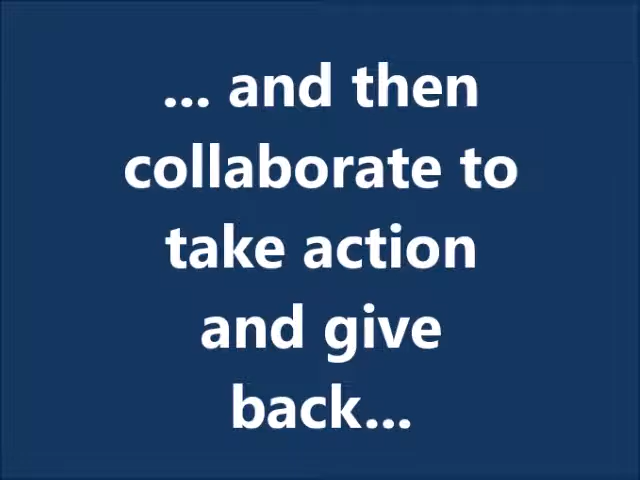 ... and then
collaborate to
take action
and give
back...